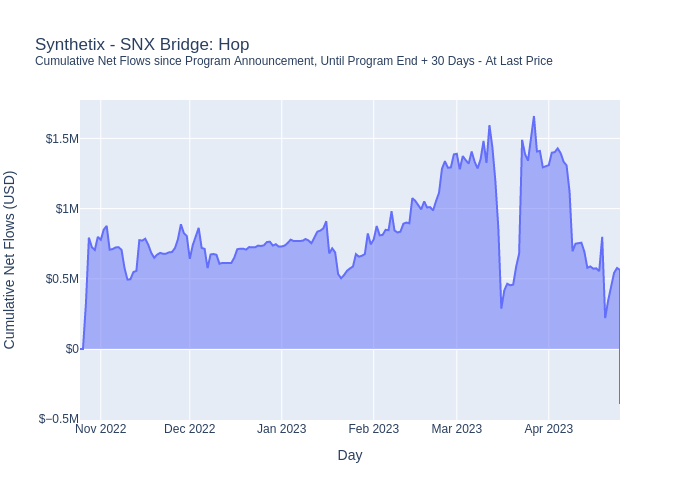 Synthetix - SNX Bridge: Hop
Cumulative Net Flows since Program Announcement, Until Program End + 30 Days - At Last Price
Cumulative Net Flows (USD)
$1.5M
$1M
$0.5M
$0
$−0.5M
Nov 2022
Dec 2022
Jan 2023
Feb 2023
Mar 2023
Apr 2023
Day